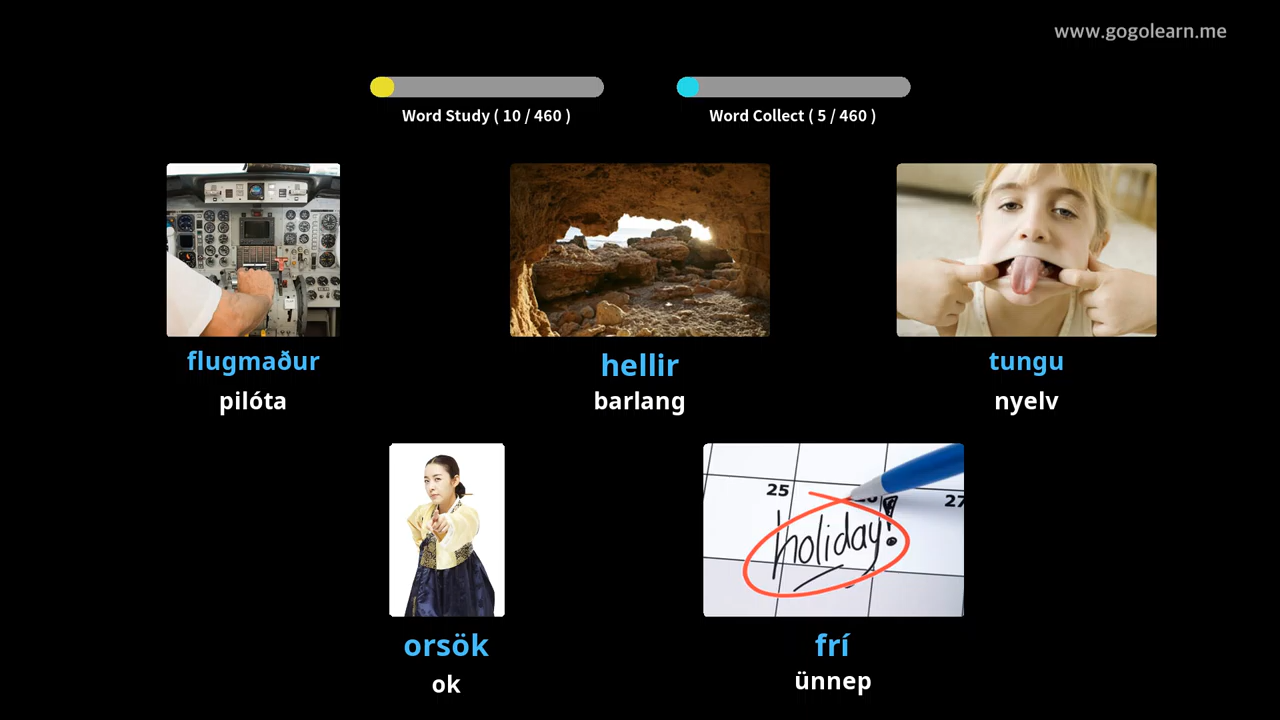 www.gogolearn.me
Word Study ( 10 / 460 )
Word Collect ( 5 / 460 )
flugmaður
pilóta
hellir
barlang
tungu
nyelv
25
27
holiday!
orsök
ok
frí
ünnep